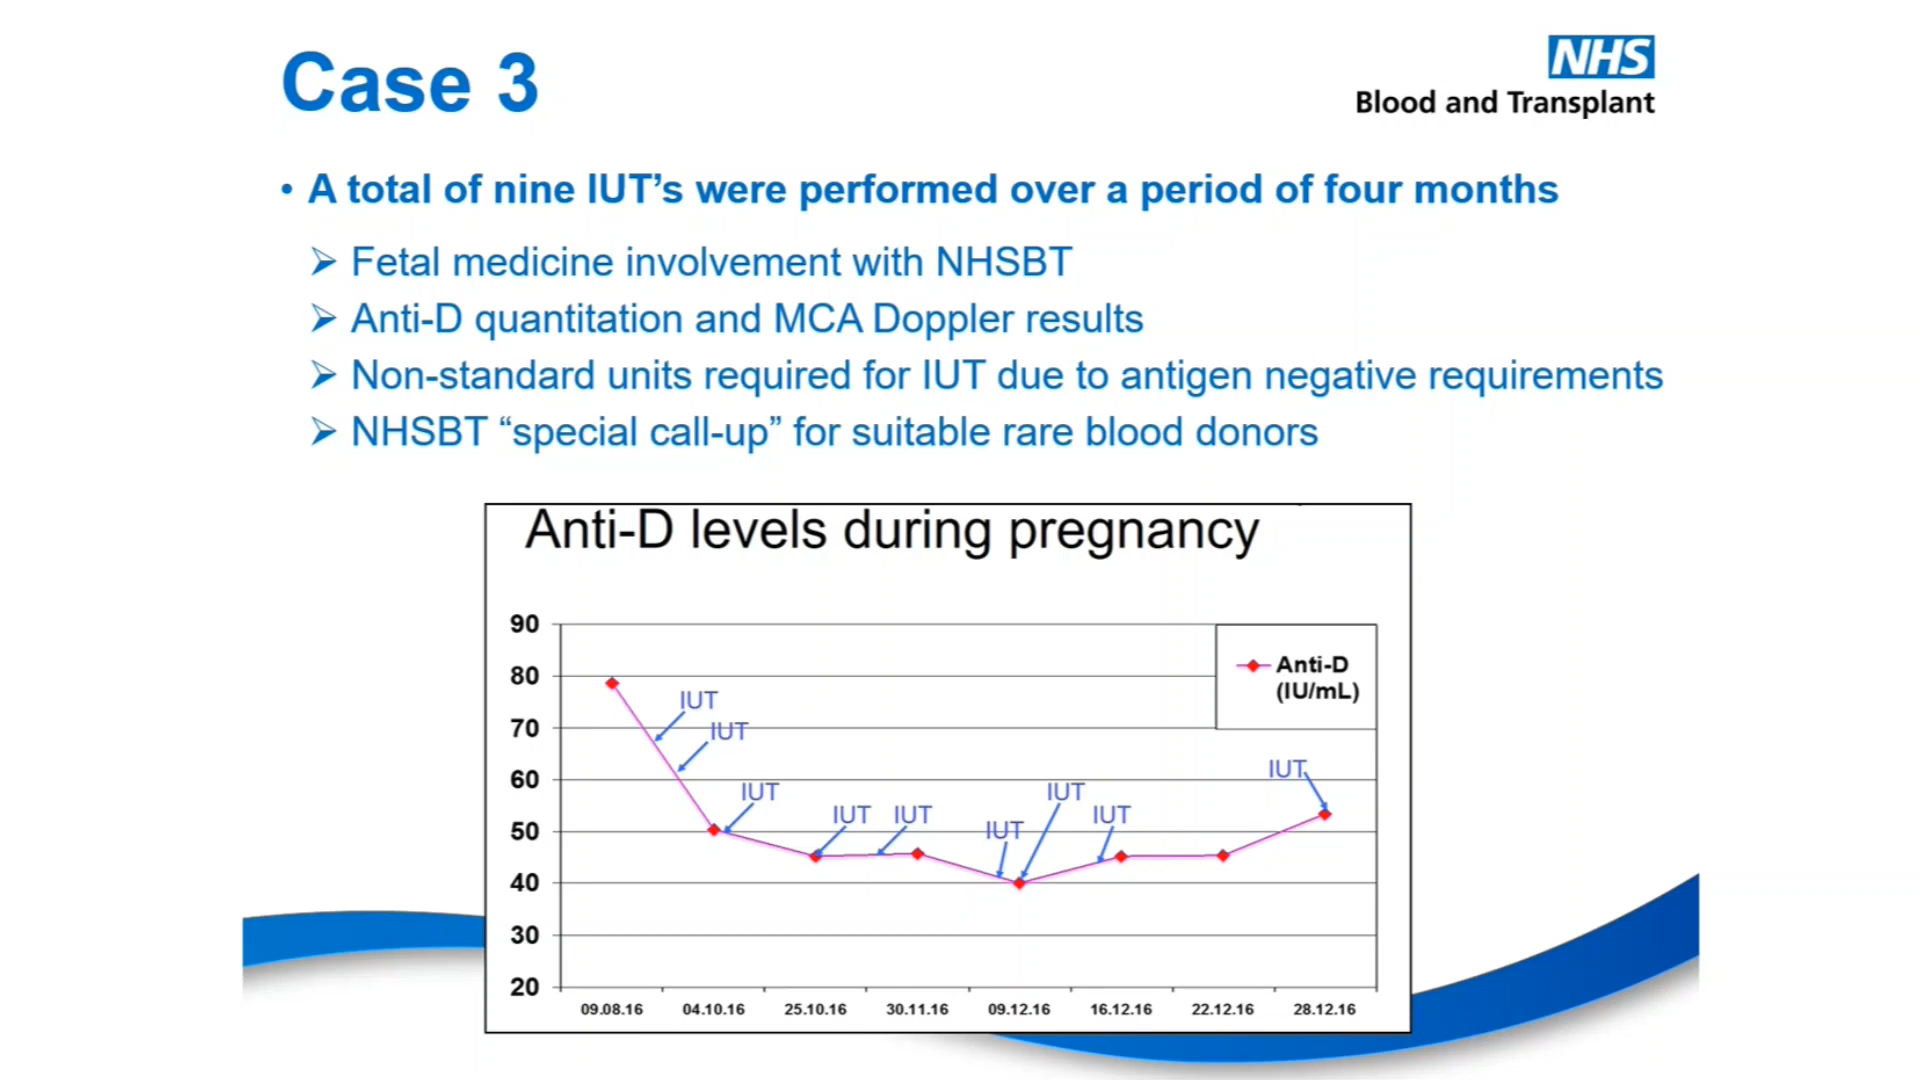 Case 3
NHS
Blood and Transplant
• A total of nine IUT’s were performed over a period of four months
➢ Fetal medicine involvement with NHSBT
➢ Anti-D quantitation and MCA Doppler results
➢ Non-standard units required for IUT due to antigen negative requirements
➢ NHSBT “special call-up” for suitable rare blood donors
Anti-D levels during pregnancy
90
80
70
60
50
40
30
20
Anti-D
(IU/mL)
IUT
IUT
IUT
IUT
IUT
IUT
IUT
IUT
IUT
09.08.16 04.10.16 25.10.16 30.11.16 09.12.16 16.12.16 22.12.16 28.12.16